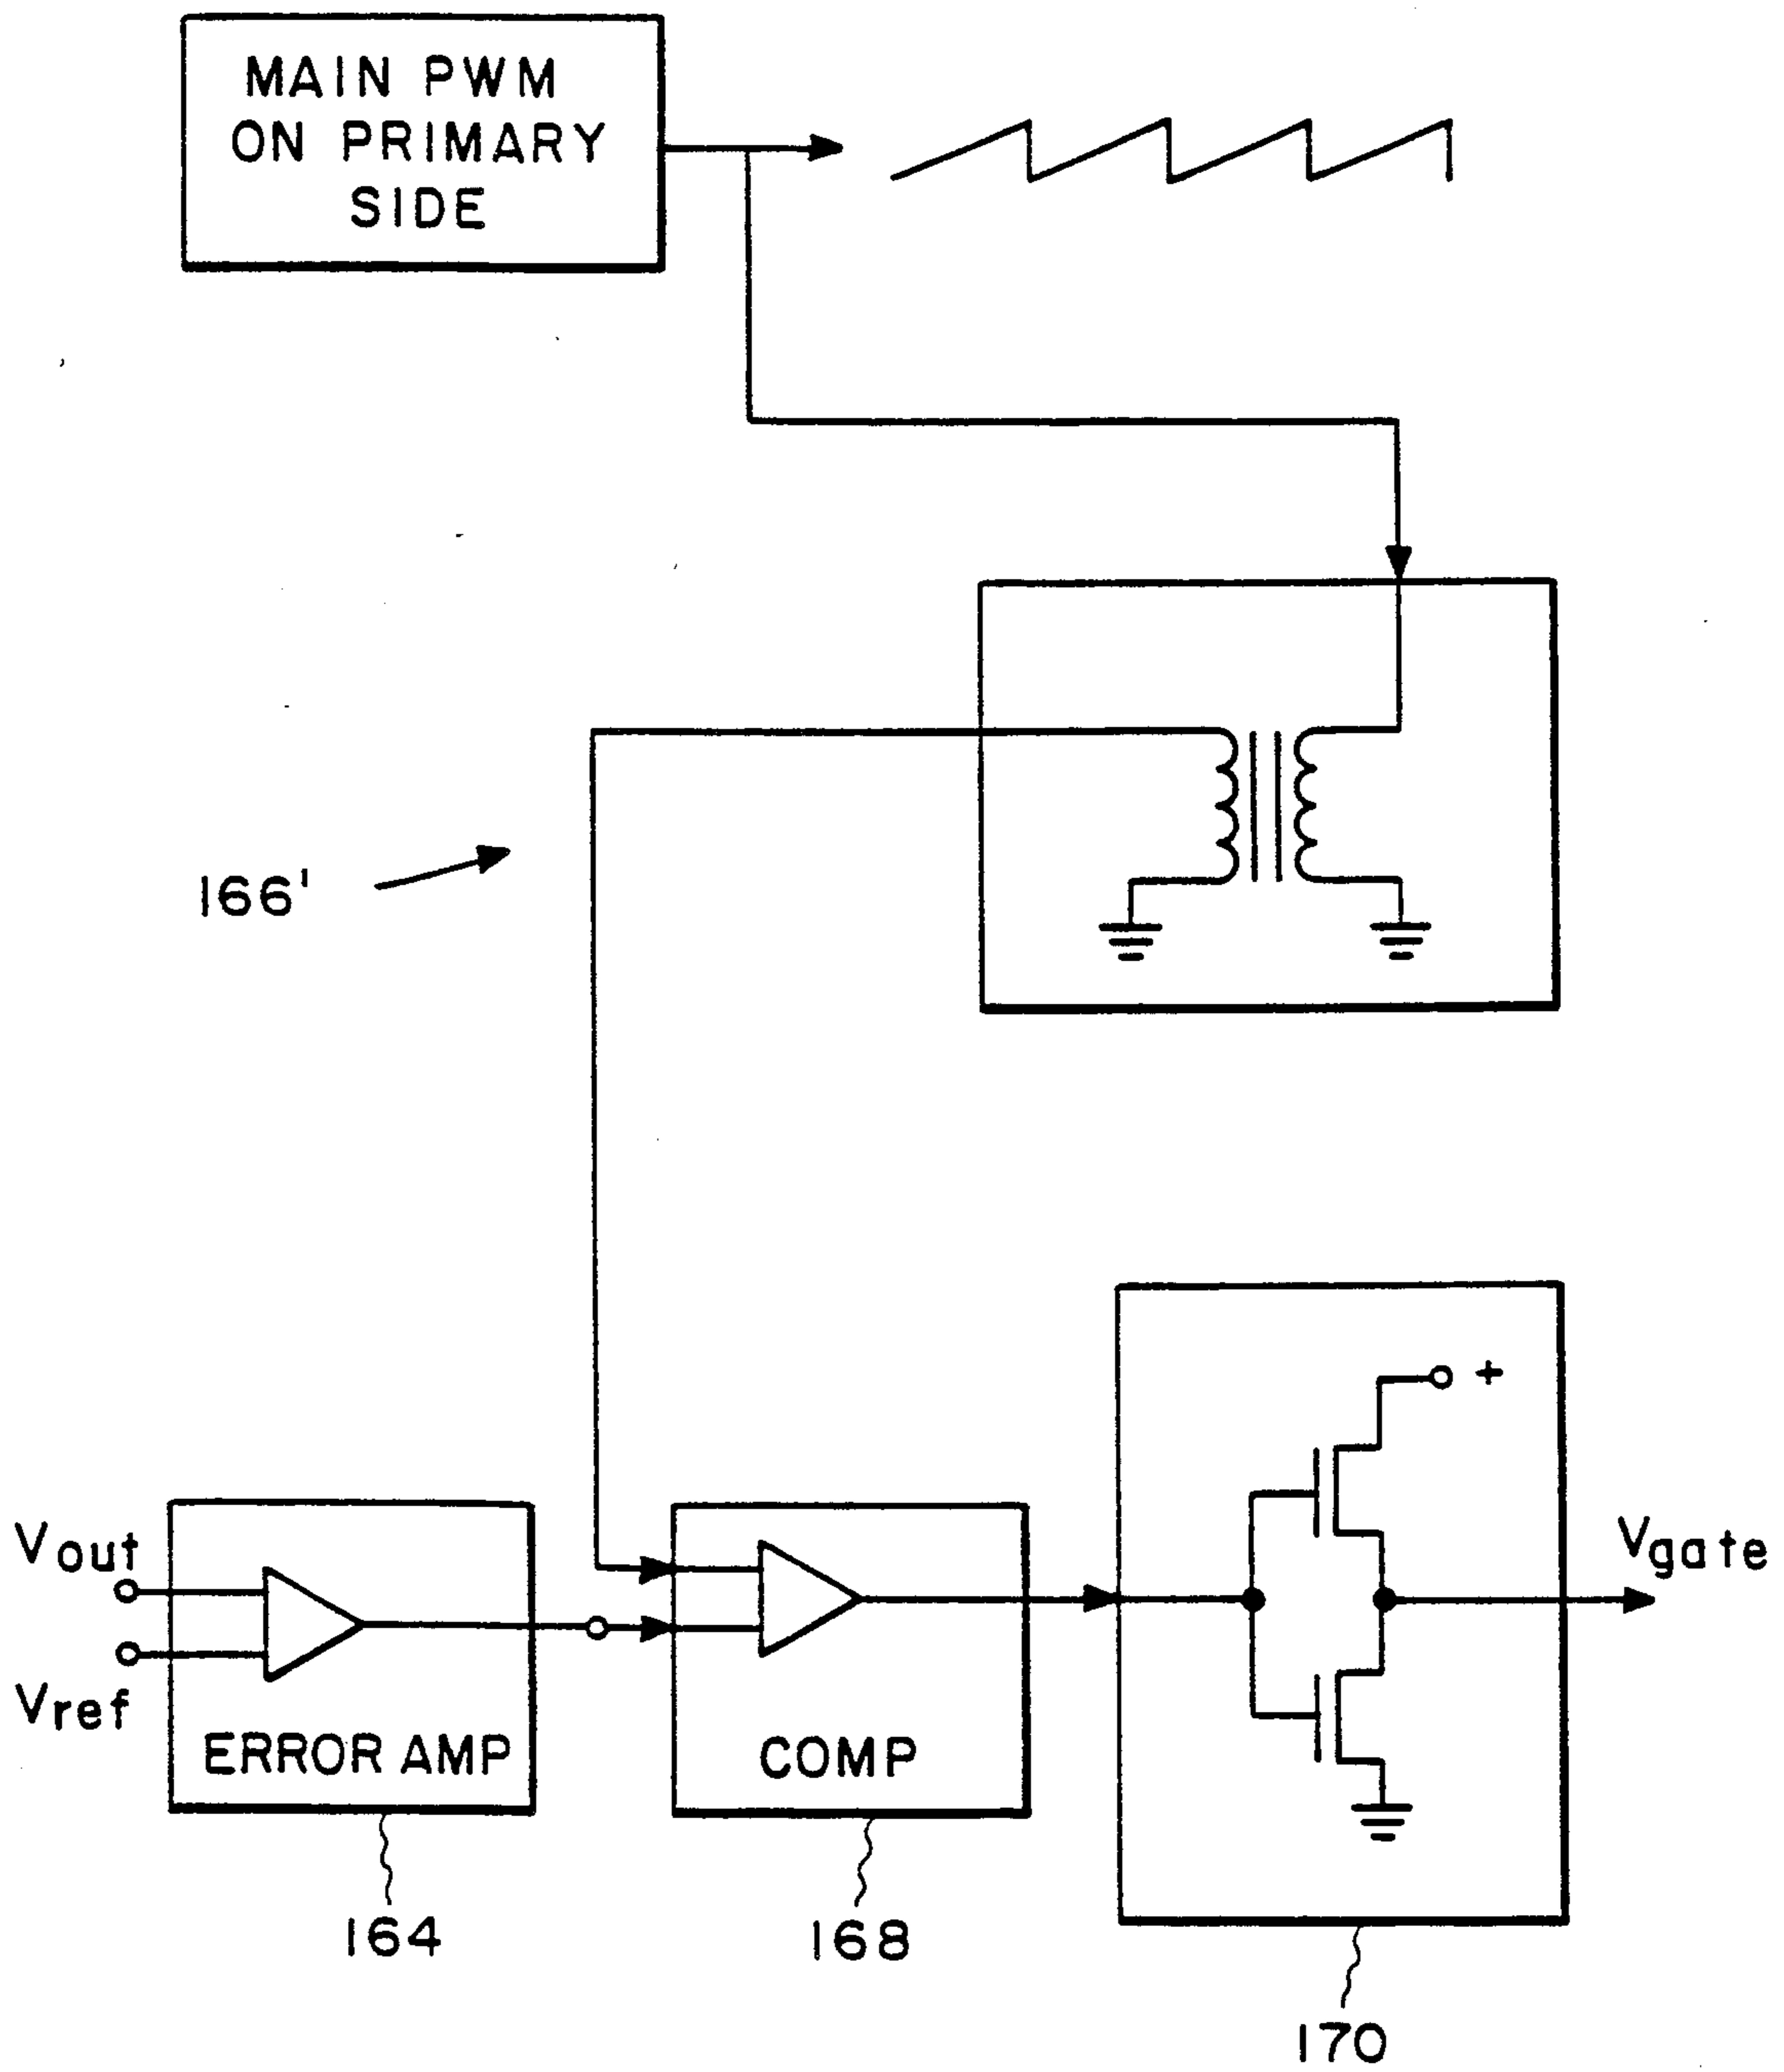 MAIN PWM
ON PRIMARY
SIDE
166'
+
Vout
Vref
Vgate
ERROR AMP
COMP
164
168
170